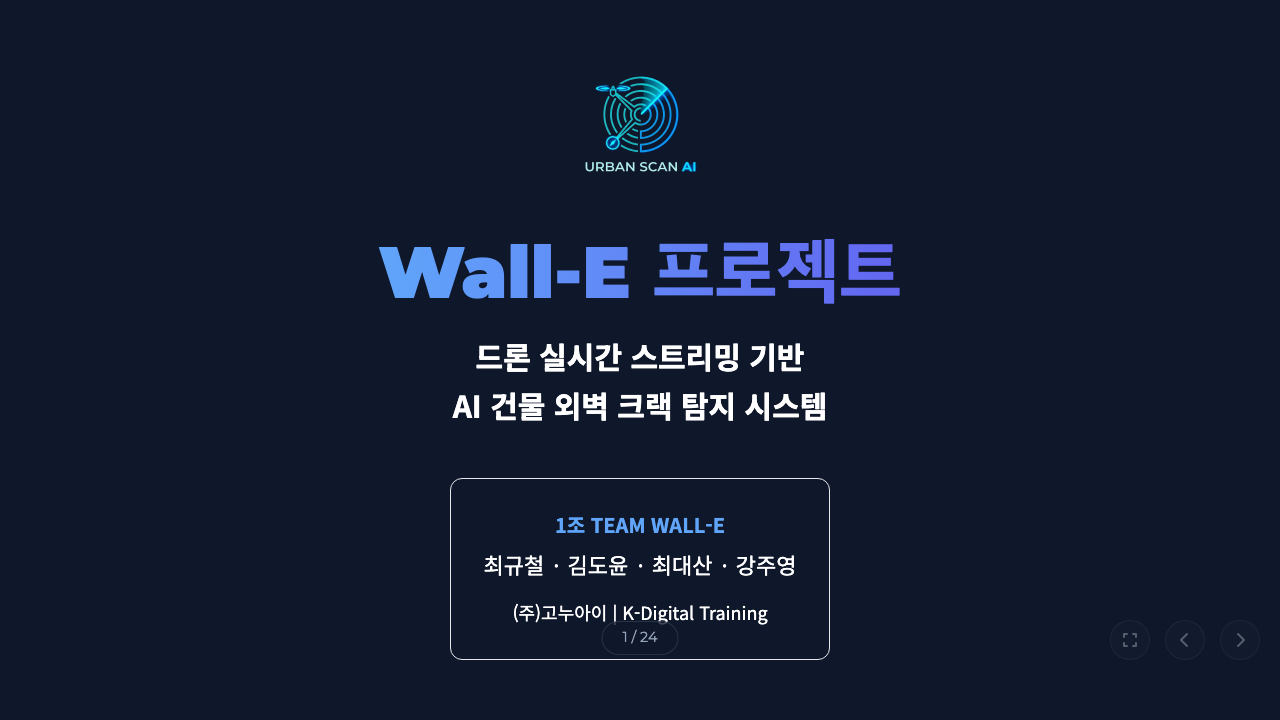 URBAN SCAN AI
Wall-E 프로젝트
드론 실시간 스트리밍 기반
AI 건물 외벽 크랙 탐지 시스템
1조 TEAM WALL-E
최규철 · 김도윤 · 최대산 · 강주영
(주)고누아이 | K-Digital Training
1 / 24